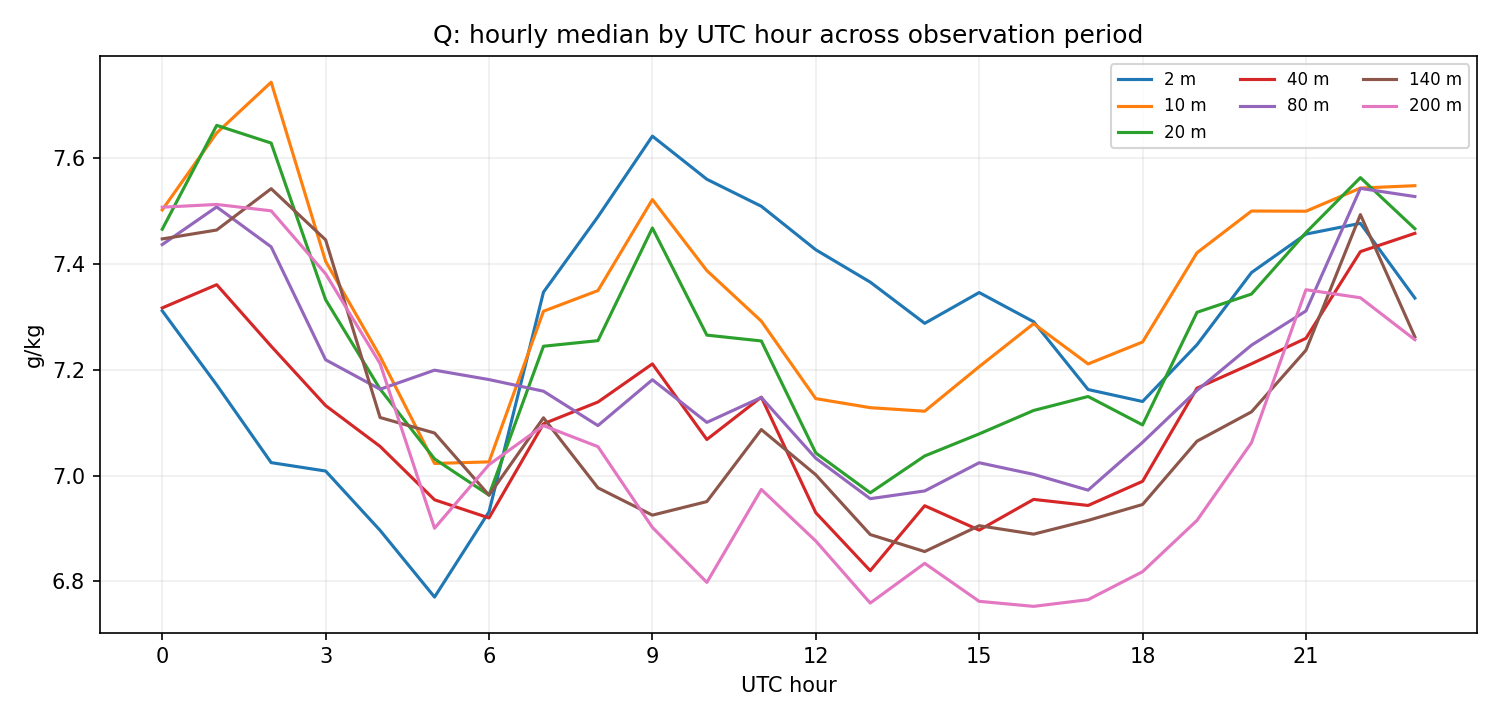 Q: hourly median by UTC hour across observation period
2 m
10 m
20 m
40 m
80 m
140 m
200 m
g/kg
7.6
7.4
7.2
7.0
6.8
0 3 6 9 12 15 18 21
UTC hour